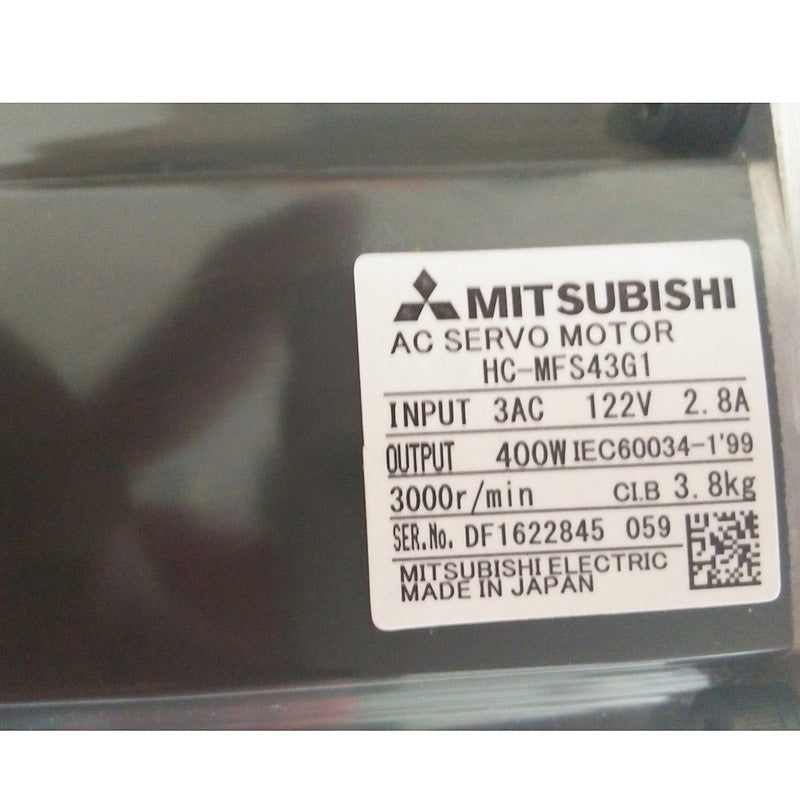 MITSUBISHI
AC SERVO MOTOR
HC-MFS43G1
INPUT 3AC 122V 2.8A
OUTPUT 400W IEC60034-1'99
3000r/min CI.B 3.8kg
SER.No. DF1622845 059
MITSUBISHI ELECTRIC
MADE IN JAPAN